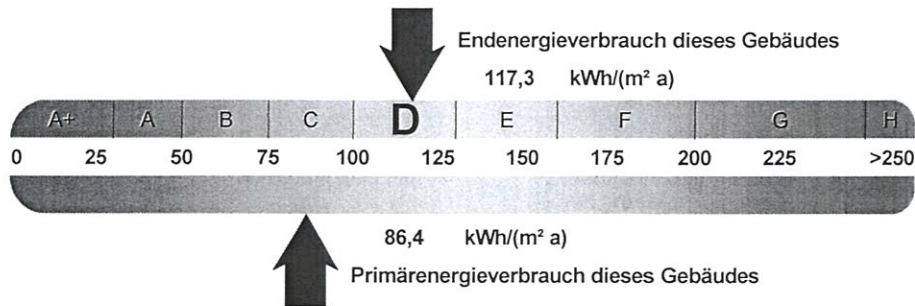 Endenergieverbrauch dieses Gebäudes
117,3 kWh/(m² a)
A+ A B C D E F G H
0 25 50 75 100 125 150 175 200 225 >250
86,4 kWh/(m² a)
Primärenergieverbrauch dieses Gebäudes